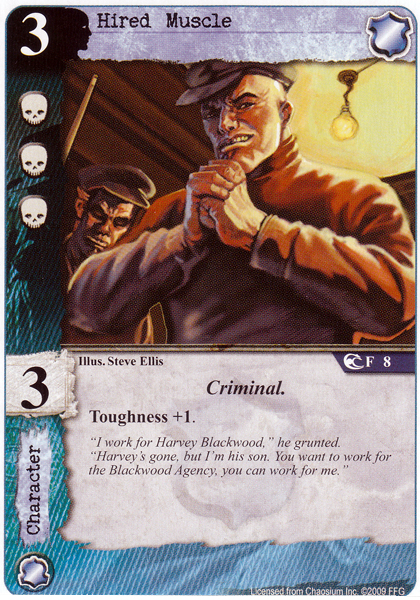 3
Hired Muscle
Illus. Steve Ellis
F 8
3
Criminal.
Toughness +1.
“I work for Harvey Blackwood,” he grunted.
“Harvey’s gone, but I’m his son. You want to work for
the Blackwood Agency, you can work for me.”
Character
Licensed from Chaosium Inc. ©2009 FFG